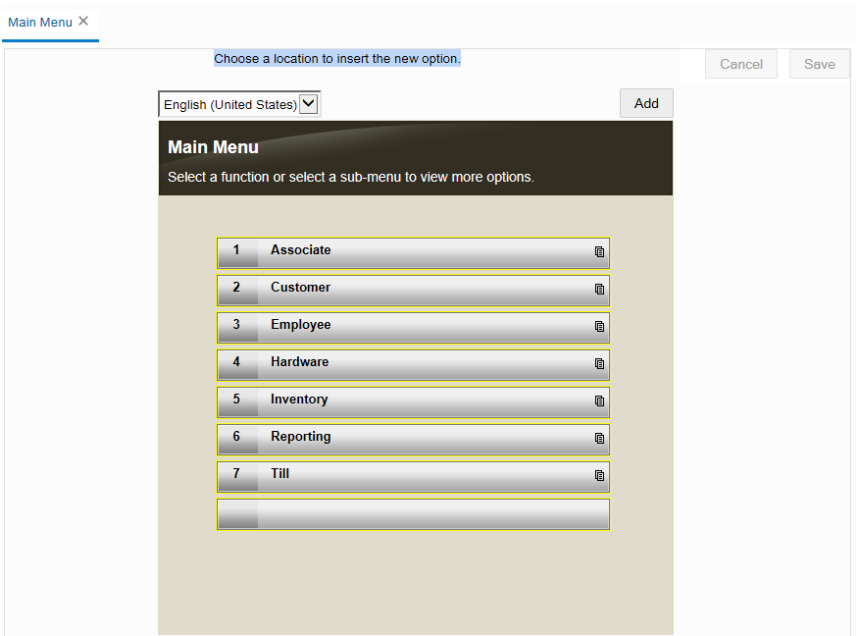 Main Menu
Choose a location to insert the new option.
Cancel
Save
English (United States)
Add
Main Menu
Select a function or select a sub-menu to view more options.
1 Associate
2 Customer
3 Employee
4 Hardware
5 Inventory
6 Reporting
7 Till